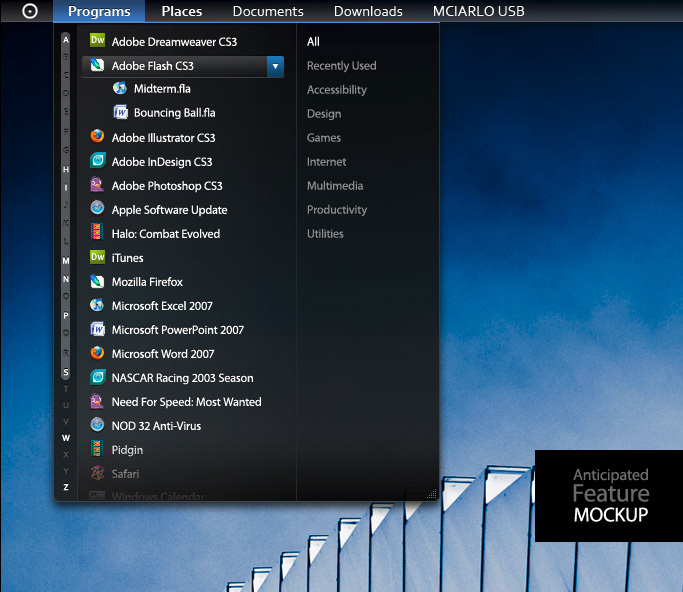 Programs Places Documents Downloads MCIARLO USB
Adobe Dreamweaver CS3
Adobe Flash CS3
Midterm.fla
Bouncing Ball.fla
Adobe Illustrator CS3
Adobe InDesign CS3
Adobe Photoshop CS3
Apple Software Update
Halo: Combat Evolved
iTunes
Mozilla Firefox
Microsoft Excel 2007
Microsoft PowerPoint 2007
Microsoft Word 2007
NASCAR Racing 2003 Season
Need For Speed: Most Wanted
NOD 32 Anti-Virus
Pidgin
Safari
Windows Calendar
All
Recently Used
Accessibility
Design
Games
Internet
Multimedia
Productivity
Utilities
A
B
C
D
E
F
G
H
I
J
K
L
M
N
O
P
Q
R
S
T
U
V
W
X
Y
Z
Dw
Dw
Anticipated
Feature
MOCKUP